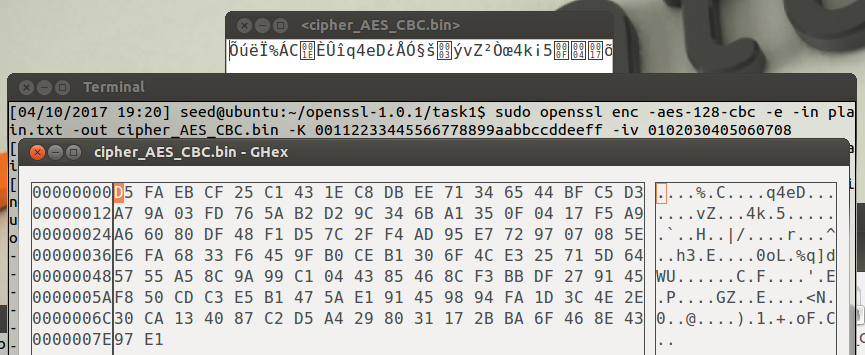 <cipher_AES_CBC.bin>
ÕúëÏ%ÁC001EÈÛîq4eD¿ÅÓ§š0003ývZ²Òœ4k¡5000F00040017õ
Terminal
[04/10/2017 19:20] seed@ubuntu:~/openssl-1.0.1/task1$ sudo openssl enc -aes-128-cbc -e -in pla
in.txt -out cipher_AES_CBC.bin -K 00112233445566778899aabbccddeeff -iv 0102030405060708
cipher_AES_CBC.bin - GHex
00000000 D5 FA EB CF 25 C1 43 1E C8 DB EE 71 34 65 44 BF C5 D3 ....%.C....q4eD...
00000012 A7 9A 03 FD 76 5A B2 D2 9C 34 6B A1 35 0F 04 17 F5 A9 ....vZ...4k.5.....
00000024 A6 60 80 DF 48 F1 D5 7C 2F F4 AD 95 E7 72 97 07 08 5E .`..H..|/....r...^
00000036 E6 FA 68 33 F6 45 9F B0 CE B1 30 6F 4C E3 25 71 5D 64 ..h3.E....0oL.%q]d
00000048 57 55 A5 8C 9A 99 C1 04 43 85 46 8C F3 BB DF 27 91 45 WU......C.F....'.E
0000005A F8 50 CD C3 E5 B1 47 5A E1 91 45 98 94 FA 1D 3C 4E 2E .P....GZ..E....<N.
0000006C 30 CA 13 40 87 C2 D5 A4 29 80 31 17 2B BA 6F 46 8E 43 0..@....).1.+.oF.C
0000007E 97 E1 ..